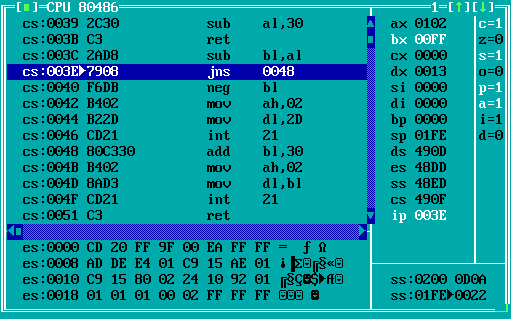 [■]=CPU 80486 1=[↑][↓]
cs:0039 2C30 sub al,30
cs:003B C3 ret
cs:003C 2AD8 sub bl,al
cs:003E►7908 jns 0048
cs:0040 F6DB neg bl
cs:0042 B402 mov ah,02
cs:0044 B22D mov dl,2D
cs:0046 CD21 int 21
cs:0048 80C330 add bl,30
cs:004B B402 mov ah,02
cs:004D 8AD3 mov dl,bl
cs:004F CD21 int 21
cs:0051 C3 ret
es:0000 CD 20 FF 9F 00 EA FF FF = ƒ Ω
es:0008 AD DE E4 01 C9 15 AE 01
es:0010 C9 15 80 02 24 10 92 01
es:0018 01 01 01 00 02 FF FF FF
ax 0102
bx 00FF
cx 0000
dx 0013
si 0000
di 0000
bp 0000
sp 01FE
ds 490D
es 48DD
ss 48ED
cs 490F
ip 003E
c=1
z=0
s=1
o=0
p=1
a=1
i=1
d=0
ss:0200 0D0A
ss:01FE►0022